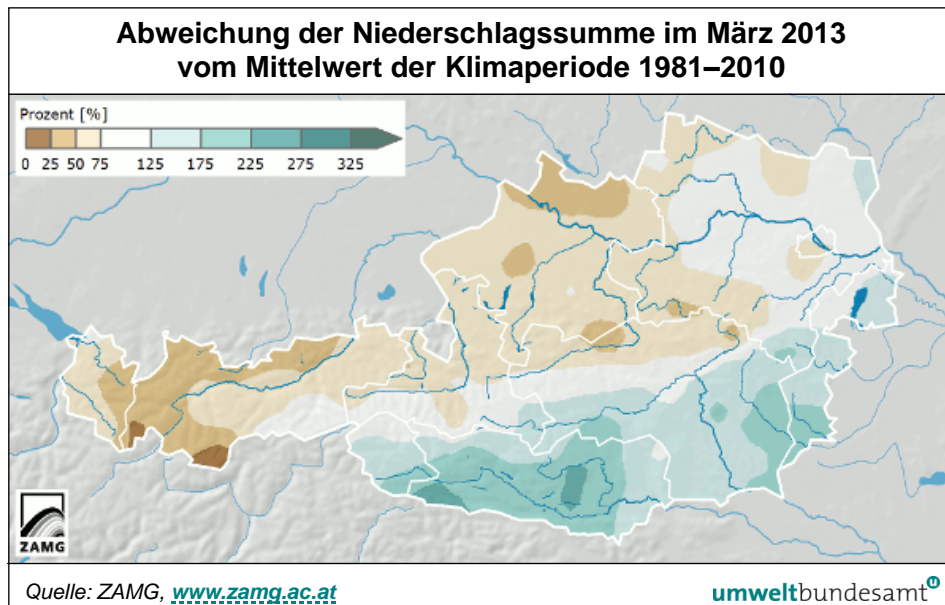 Abweichung der Niederschlagssumme im März 2013
vom Mittelwert der Klimaperiode 1981–2010
Prozent [%]
0 25 50 75 125 175 225 275 325
ZAMG
Quelle: ZAMG, www.zamg.ac.at
umweltbundesamt